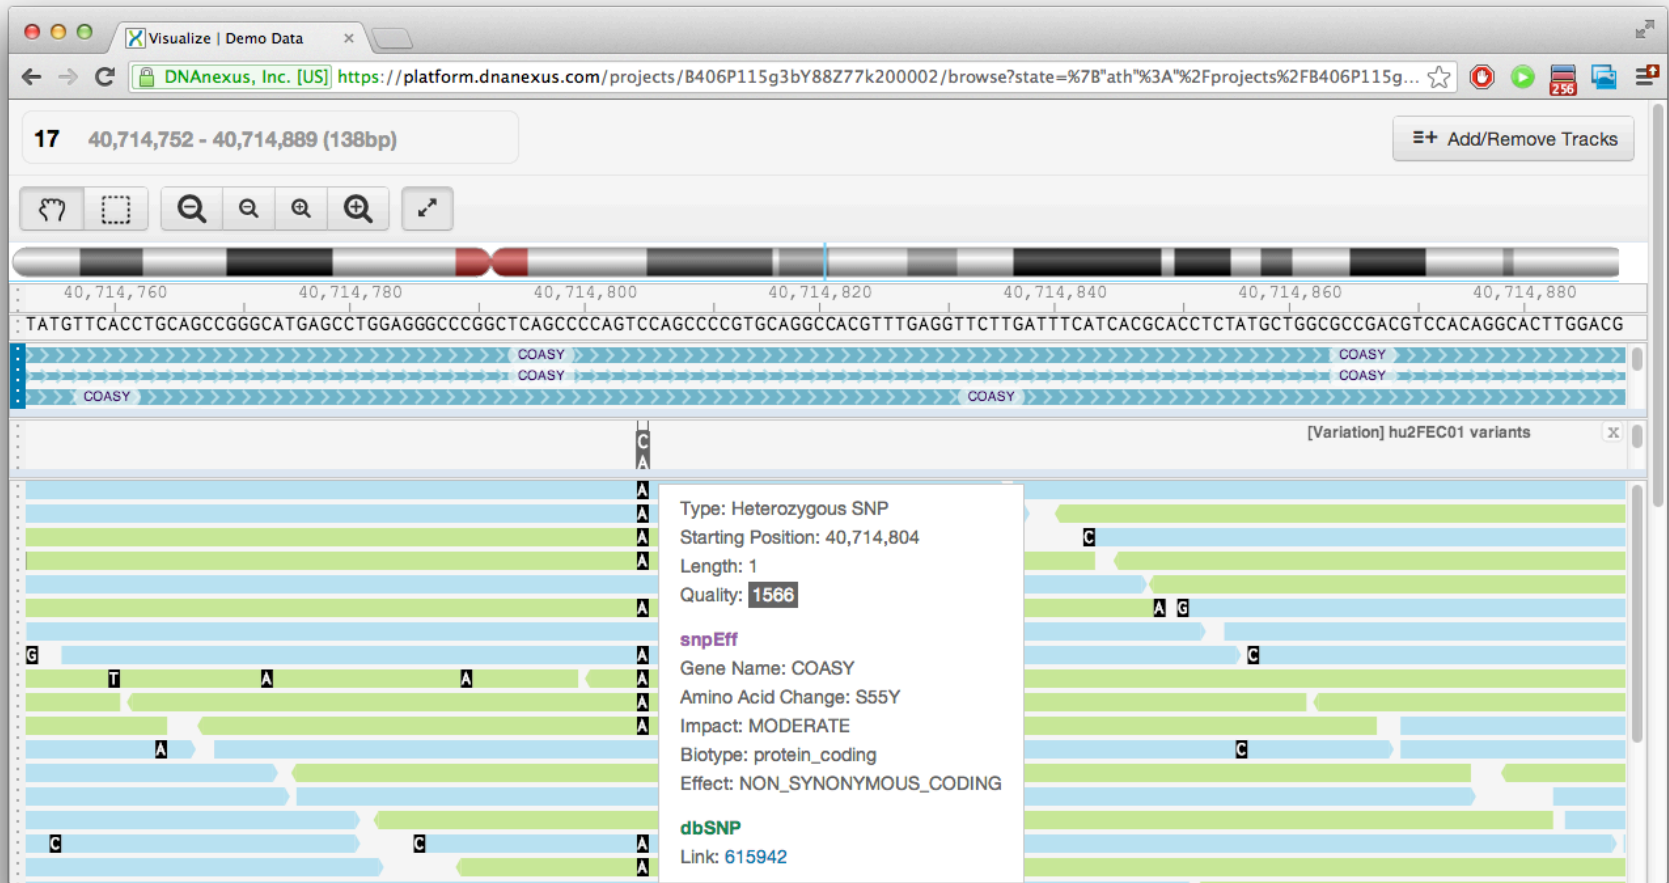 Visualize | Demo Data
DNAnexus, Inc. [US] https://platform.dnanexus.com/projects/B406P115g3bY88Z77k200002/browse?state=%7B"ath"%3A"%2Fprojects%2FB406P115g...
256
17 40,714,752 - 40,714,889 (138bp)
Add/Remove Tracks
40,714,760 40,714,780 40,714,800 40,714,820 40,714,840 40,714,860 40,714,880
TATGTTCACCTGCAGCCGGGCATGAGCCTGGAGGGCCCGGCTCAGCCCCAGTCCAGCCCCGTGCAGGCCACGTTTGAGGTTCTTGATTTCATCACGCACCTCTATGCTGGCGCCGACGTCCACAGGCACTTGGACG
COASY COASY
COASY COASY
COASY COASY
[Variation] hu2FEC01 variants x
C
A
A
A
A C
A
A A G
G A C
T A A A
A
A
A C
C C A
A
Type: Heterozygous SNP
Starting Position: 40,714,804
Length: 1
Quality: 1566
snpEff
Gene Name: COASY
Amino Acid Change: S55Y
Impact: MODERATE
Biotype: protein_coding
Effect: NON_SYNONYMOUS_CODING
dbSNP
Link: 615942